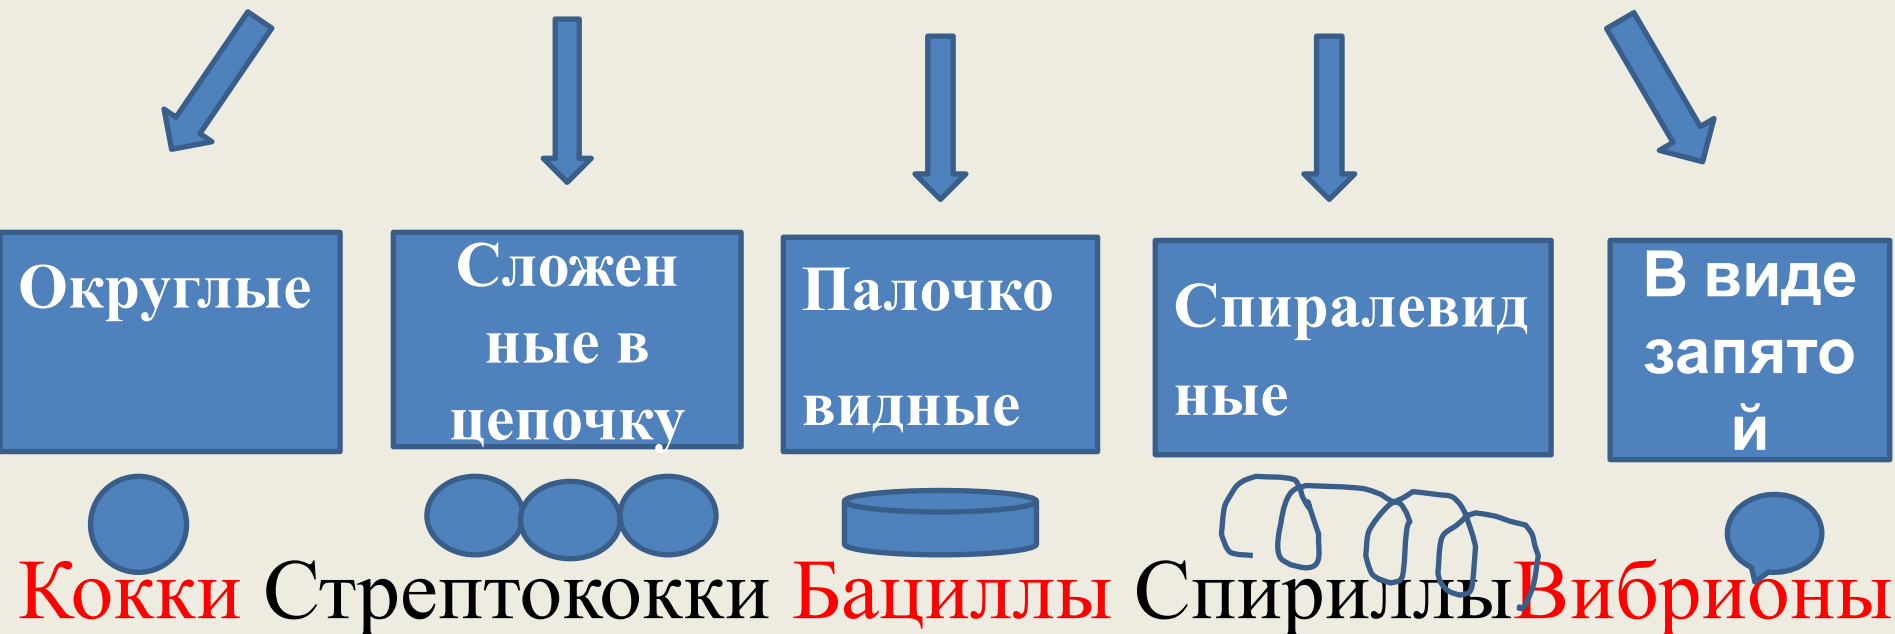 Округлые
Сложен
ные в
цепочку
Палочко
видные
Спиралевид
ные
В виде
запято
й
Кокки Стрептококки Бациллы Спириллы Вибрионы